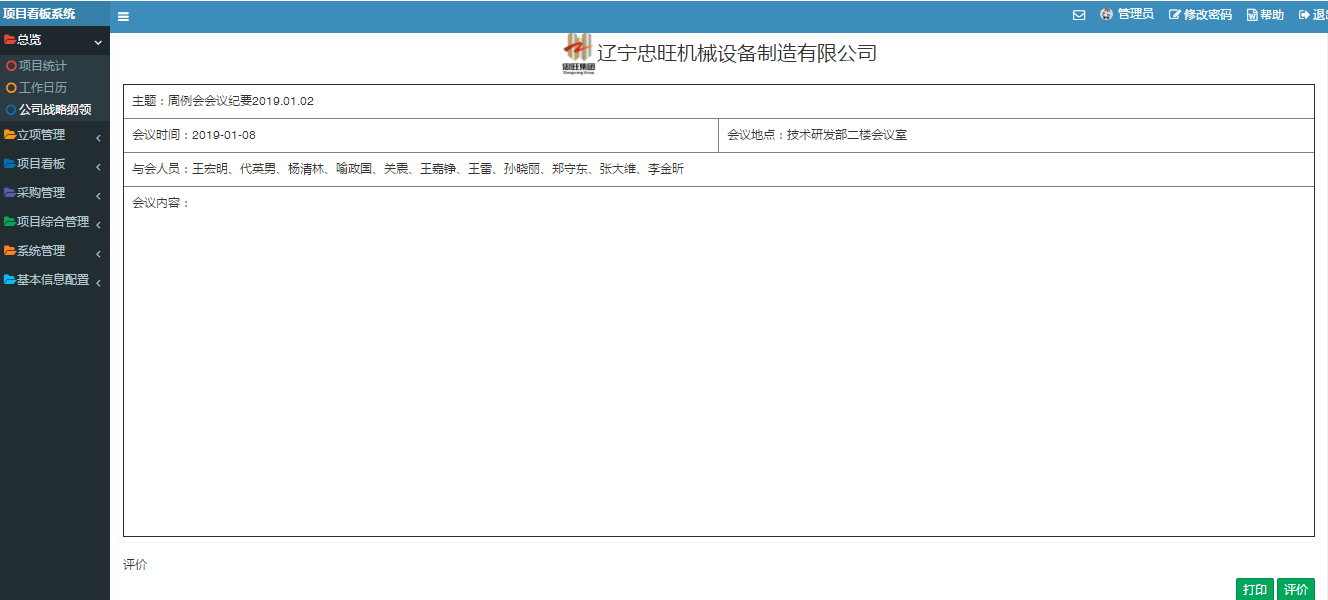 项目看板系统
管理员 修改密码 帮助
总览
项目统计
工作日历
公司战略纲领
立项管理
项目看板
采购管理
项目综合管理
系统管理
基本信息配置
忠旺集团
辽宁忠旺机械设备制造有限公司
主题：周例会会议纪要2019.01.02
会议时间：2019-01-08 会议地点：技术研发部二楼会议室
与会人员：王宏明、代英男、杨清林、喻政国、关震、王嘉铮、王雷、孙晓丽、郑守东、张大维、李金昕
会议内容：
评价
打印 评价